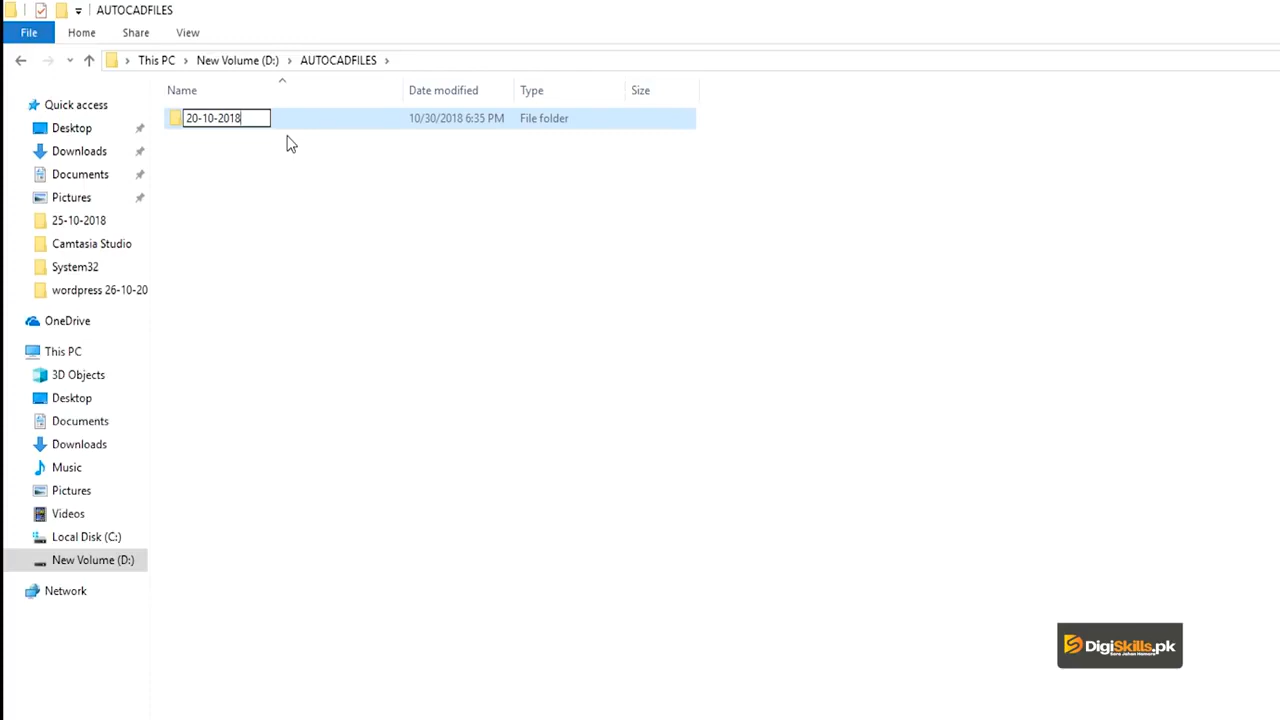 AUTOCADFILES
File Home Share View
This PC New Volume (D:) AUTOCADFILES
Name Date modified Type Size
20-10-2018 10/30/2018 6:35 PM File folder
Quick access
Desktop
Downloads
Documents
Pictures
25-10-2018
Camtasia Studio
System32
wordpress 26-10-20
OneDrive
This PC
3D Objects
Desktop
Documents
Downloads
Music
Pictures
Videos
Local Disk (C:)
New Volume (D:)
Network
DigiSkills.pk